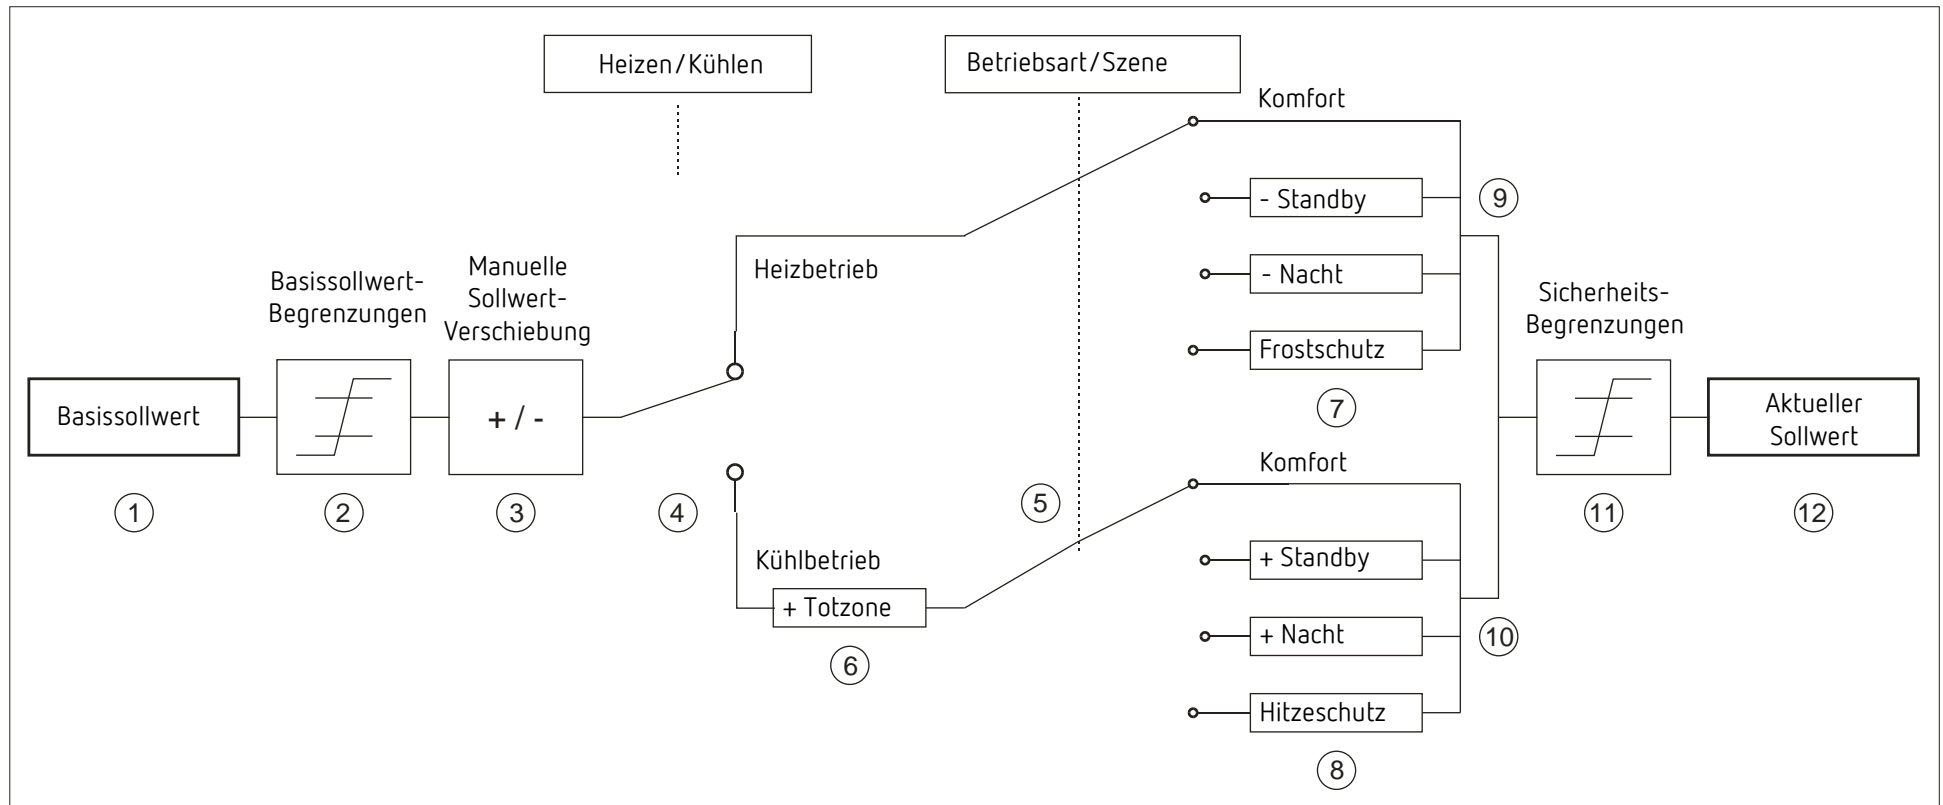 Heizen/Kühlen
Betriebsart/Szene
Komfort
- Standby
9
- Nacht
Frostschutz
7
Heizbetrieb
Basissollwert-
Begrenzungen
Manuelle
Sollwert-
Verschiebung
Sicherheits-
Begrenzungen
Basissollwert
+ / -
Aktueller
Sollwert
1
2
3
4
5
11
12
Komfort
Kühlbetrieb
+ Totzone
6
+ Standby
+ Nacht
10
Hitzeschutz
8